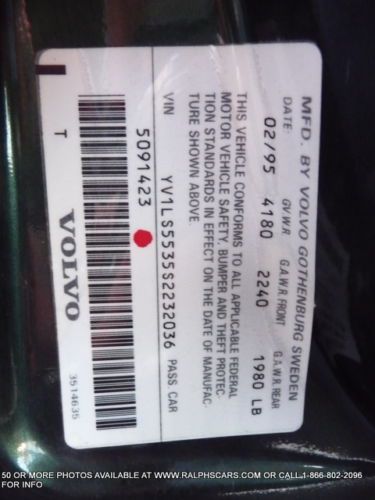 MFD. BY VOLVO GOTHENBURG SWEDEN
DATE: G.V.W.R G.A.W.R. FRONT G.A.W.R. REAR
02/95 4180 2240 1980 LB
THIS VEHICLE CONFORMS TO ALL APPLICABLE FEDERAL
MOTOR VEHICLE SAFETY, BUMPER AND THEFT PROTEC
TION STANDARDS IN EFFECT ON THE DATE OF MANUFAC
TURE SHOWN ABOVE.
VIN YV1LS5535S2232036 PASS. CAR
5091423
T VOLVO 3514635
50 OR MORE PHOTOS AVAILABLE AT WWW.RALPHSCARS.COM OR CALL:1-866-802-2096
FOR INFO